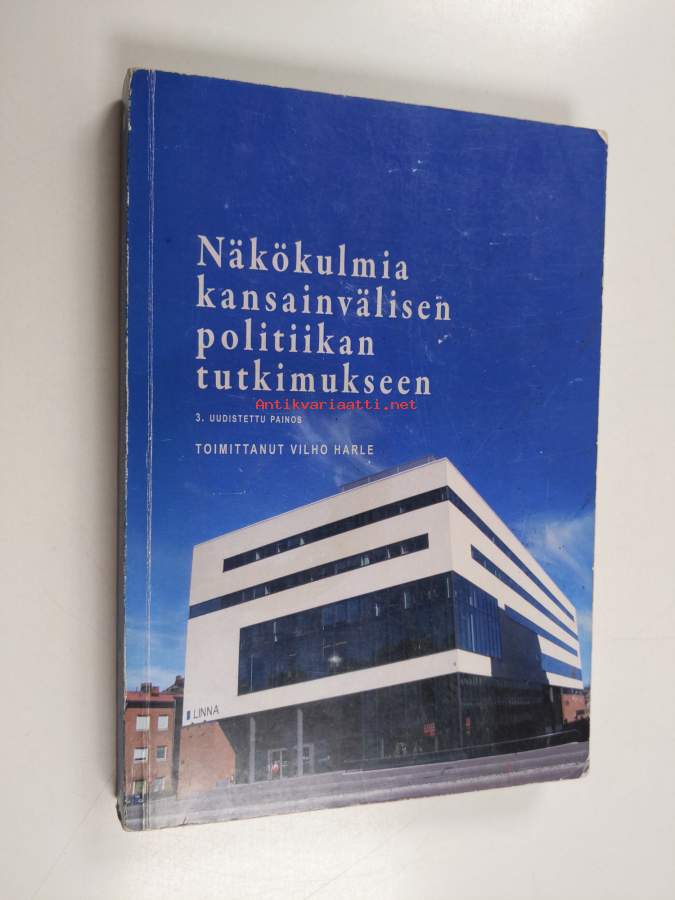 Näkökulmia
kansainvälisen
politiikan
tutkimukseen
Antikvariaatti.net
3. UUDISTETTU PAINOS
TOIMITTANUT VILHO HARLE
LINNA